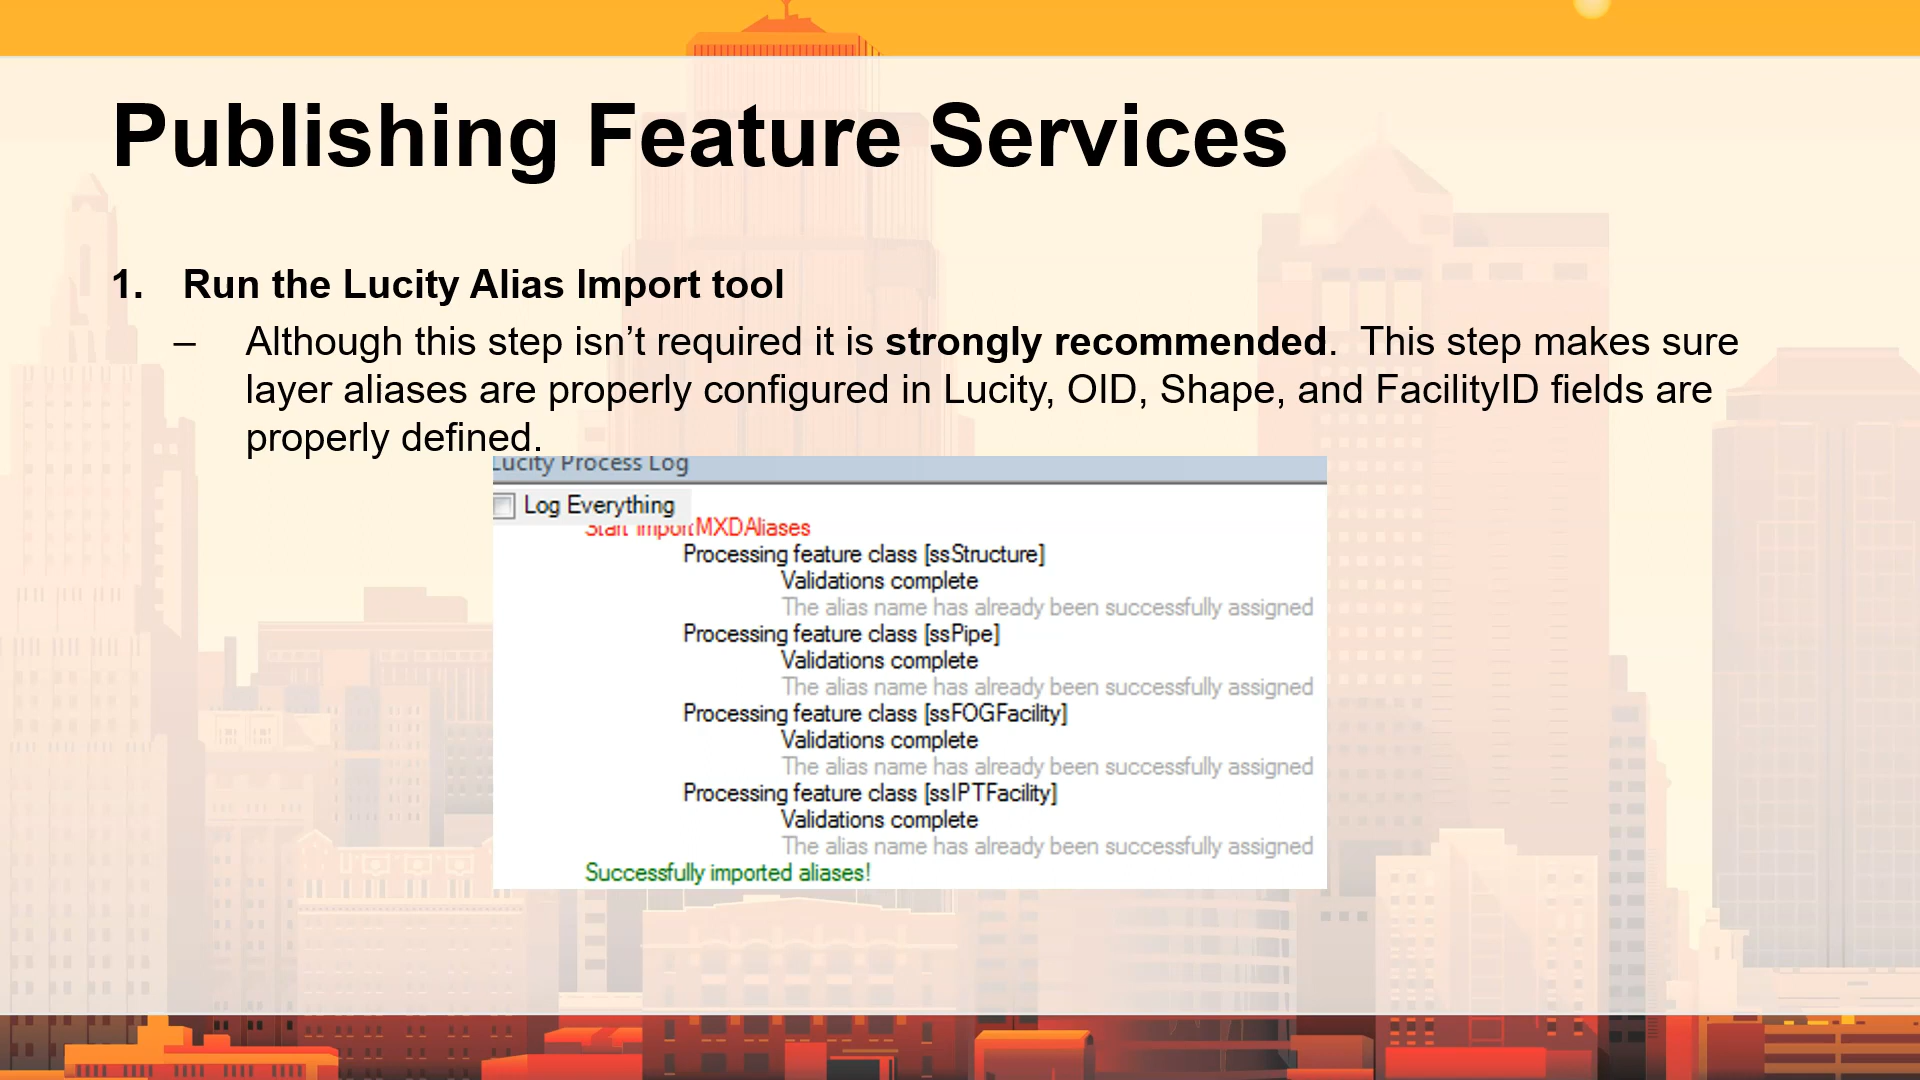 Publishing Feature Services
1. Run the Lucity Alias Import tool
– Although this step isn’t required it is strongly recommended. This step makes sure
layer aliases are properly configured in Lucity, OID, Shape, and FacilityID fields are
properly defined.
Lucity Process Log
Log Everything
Start importMXDAliases
Processing feature class [ssStructure]
Validations complete
The alias name has already been successfully assigned
Processing feature class [ssPipe]
Validations complete
The alias name has already been successfully assigned
Processing feature class [ssFOGFacility]
Validations complete
The alias name has already been successfully assigned
Processing feature class [ssIPTFacility]
Validations complete
The alias name has already been successfully assigned
Successfully imported aliases!